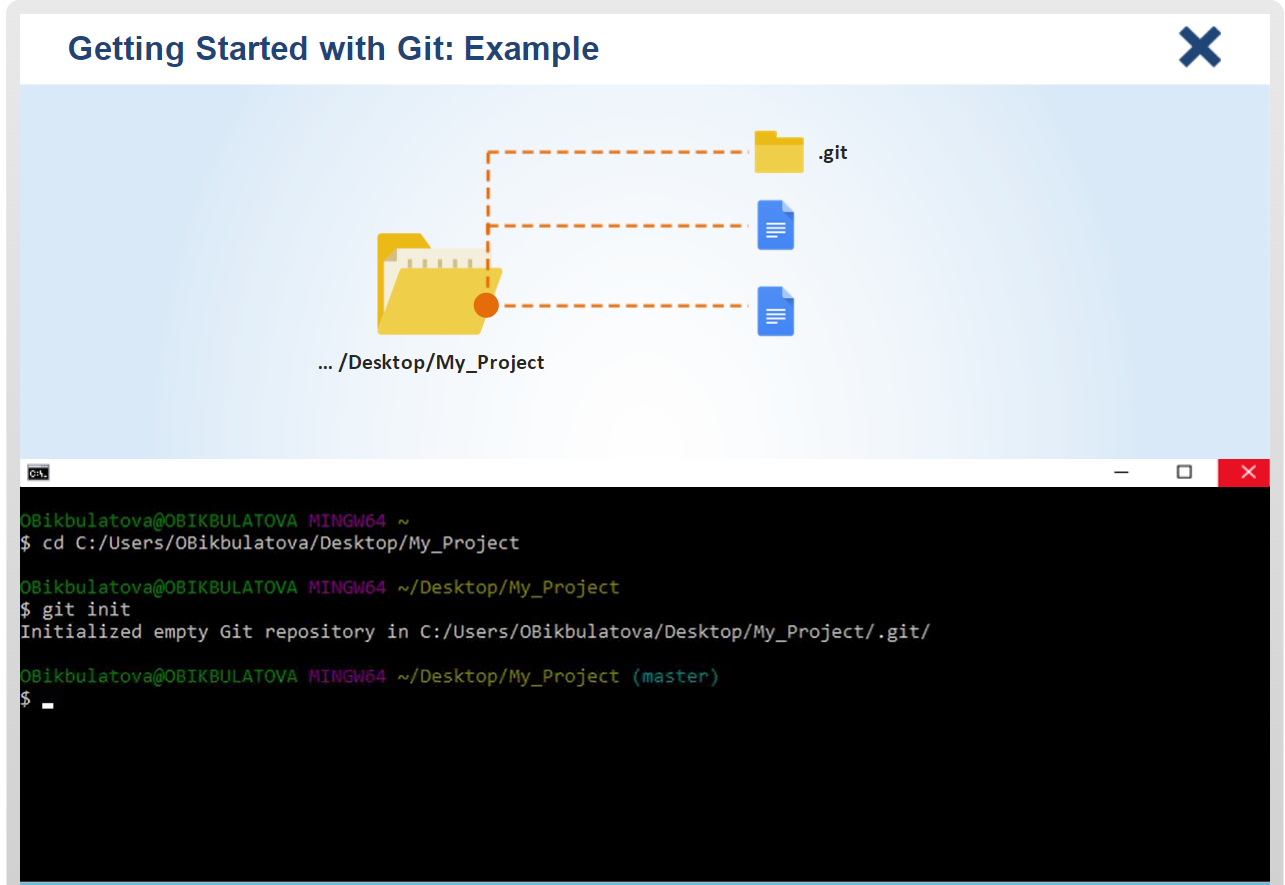 Getting Started with Git: Example
.git
... /Desktop/My_Project
C:\.
OBikbulatova@OBIKBULATOVA MINGW64 ~
$ cd C:/Users/OBikbulatova/Desktop/My_Project
OBikbulatova@OBIKBULATOVA MINGW64 ~/Desktop/My_Project
$ git init
Initialized empty Git repository in C:/Users/OBikbulatova/Desktop/My_Project/.git/
OBikbulatova@OBIKBULATOVA MINGW64 ~/Desktop/My_Project (master)
$